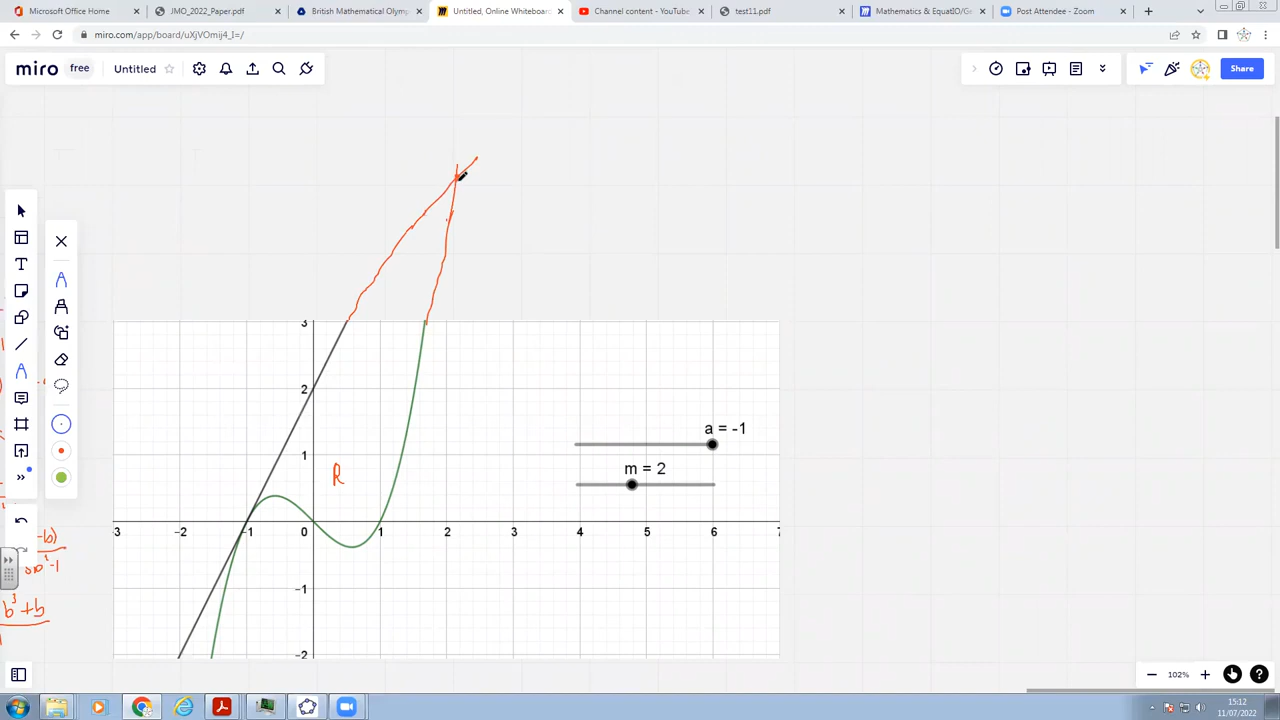 Microsoft Office Home
JMO_2022_Paper.pdf
British Mathematical Olymp
Untitled, Online Whiteboard
Channel content - YouTube
test11.pdf
Mathematics & EquatIO/Ge
Post Attendee - Zoom
miro.com/app/board/uXjVOmij4_I=/
miro free Untitled
Share
3
2
1
R
a = -1
m = 2
-3 -2 -1 0 1 2 3 4 5 6 7
-1
-2
-b)
b³+b
102%
15:12
11/07/2022